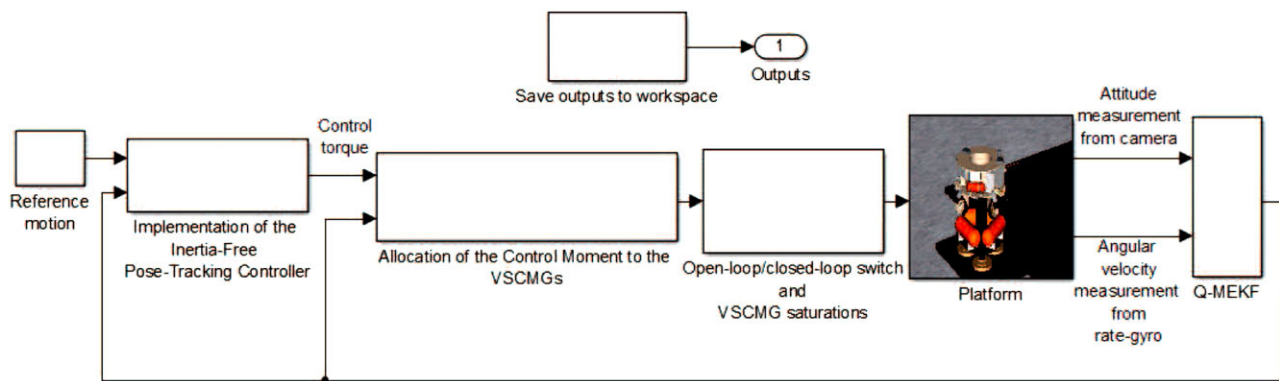 1
Outputs
Save outputs to workspace
Control
torque
Attitude
measurement
from camera
Reference
motion
Implementation of the
Inertia-Free
Pose-Tracking Controller
Allocation of the Control Moment to the
VSCMGs
Open-loop/closed-loop switch
and
VSCMG saturations
Platform
Angular
velocity
measurement
from
rate-gyro
Q-MEKF